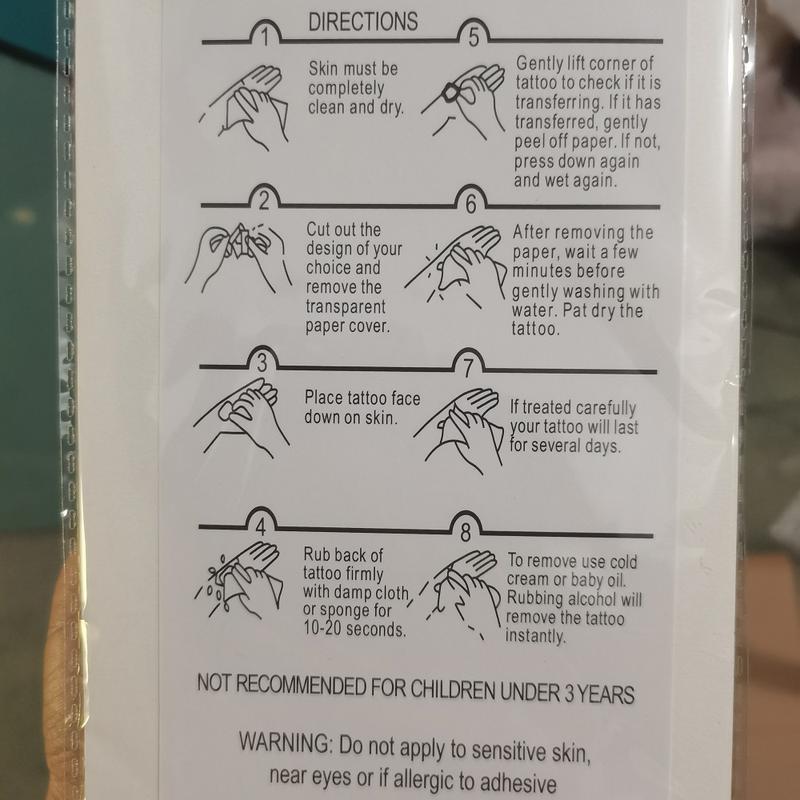 DIRECTIONS
1
Skin must be
completely
clean and dry.
2
Cut out the
design of your
choice and
remove the
transparent
paper cover.
3
Place tattoo face
down on skin.
4
Rub back of
tattoo firmly
with damp cloth
or sponge for
10-20 seconds.
5
Gently lift corner of
tattoo to check if it is
transferring. If it has
transferred, gently
peel off paper. If not,
press down again
and wet again.
6
After removing the
paper, wait a few
minutes before
gently washing with
water. Pat dry the
tattoo.
7
If treated carefully
your tattoo will last
for several days.
8
To remove use cold
cream or baby oil.
Rubbing alcohol will
remove the tattoo
instantly.
NOT RECOMMENDED FOR CHILDREN UNDER 3 YEARS
WARNING: Do not apply to sensitive skin,
near eyes or if allergic to adhesive